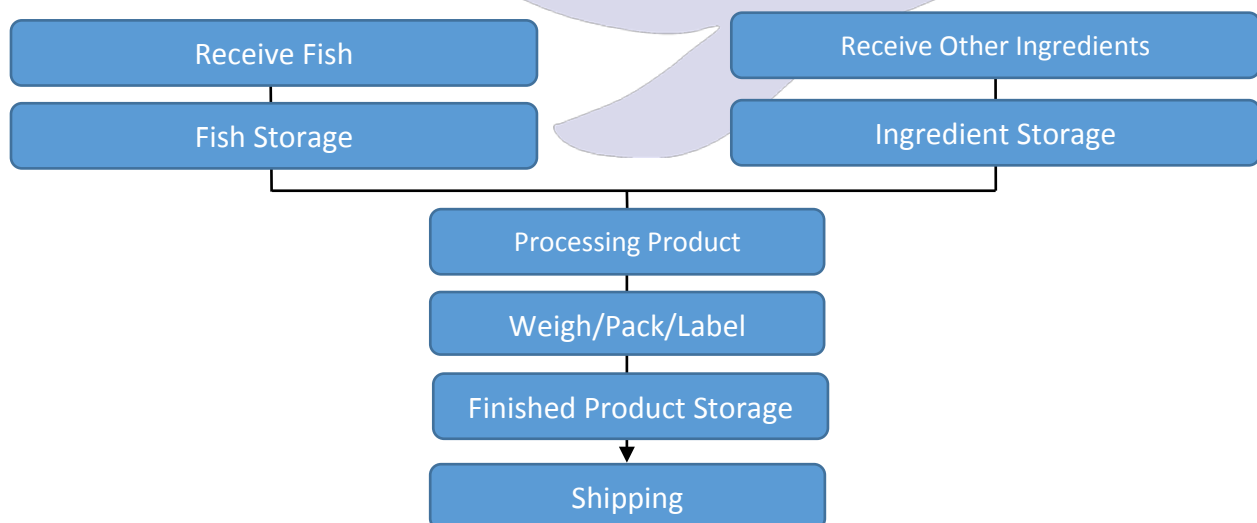 Receive Fish
Receive Other Ingredients
Fish Storage
Ingredient Storage
Processing Product
Weigh/Pack/Label
Finished Product Storage
Shipping